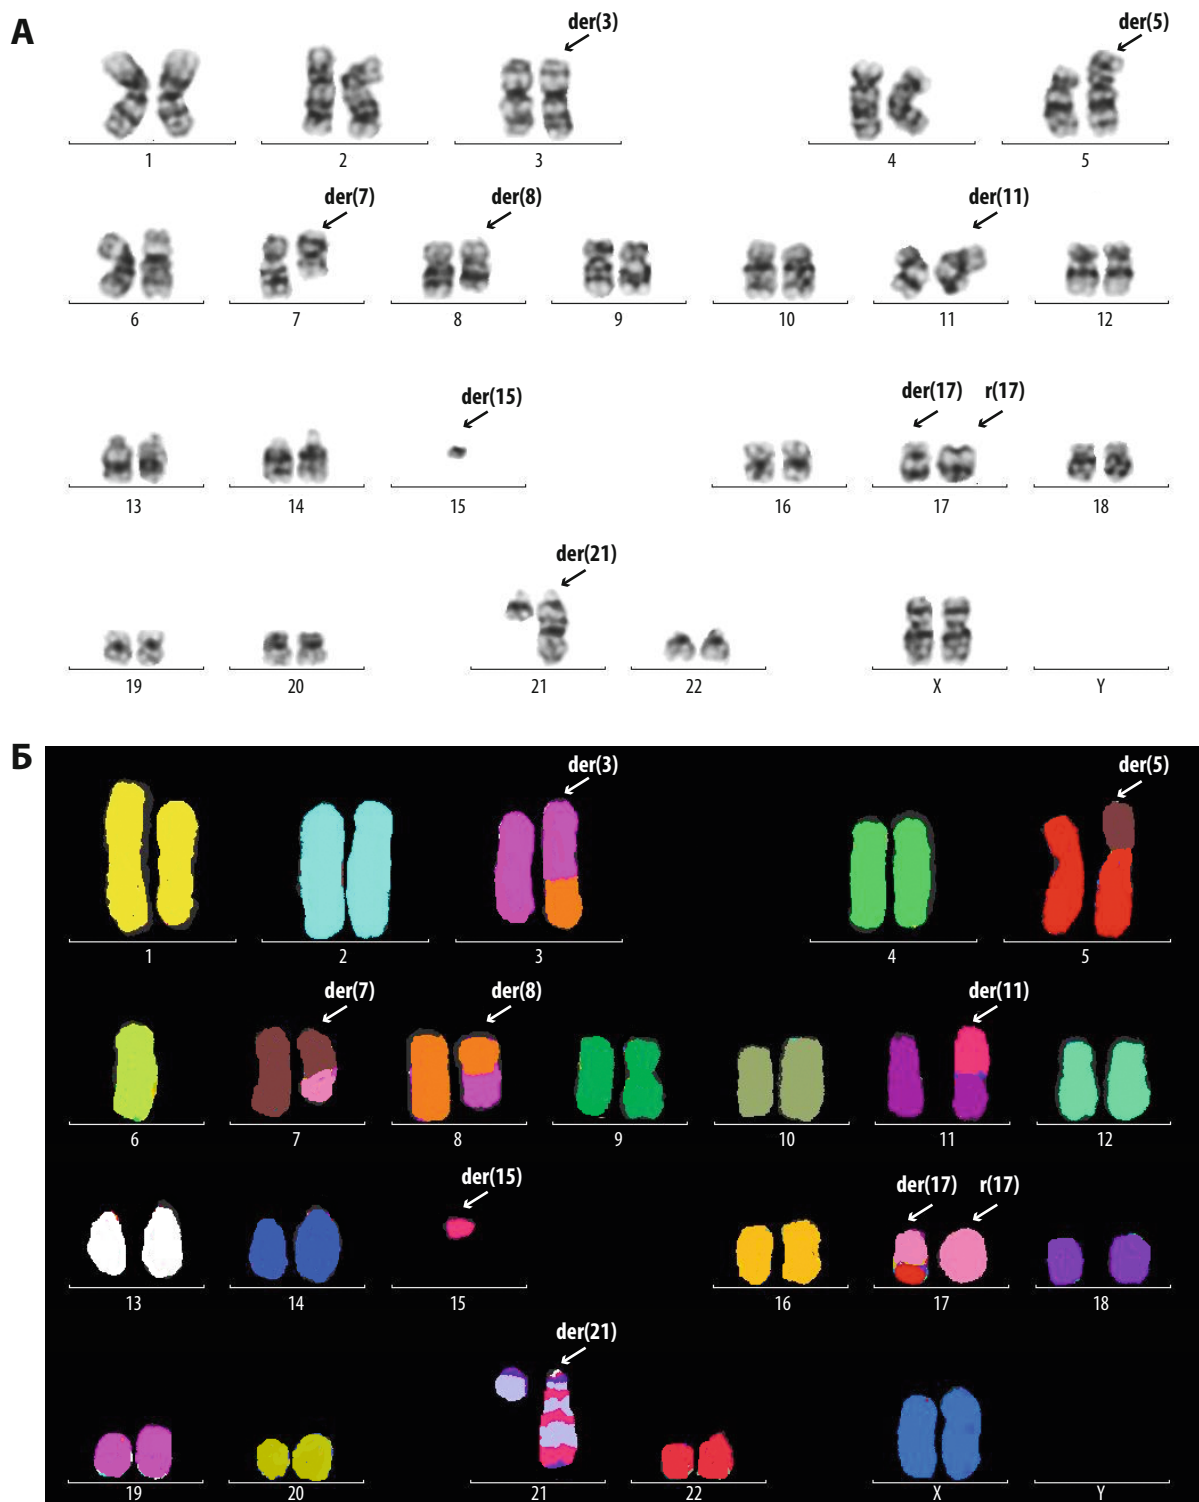 А
der(3)
der(5)
1
2
3
4
5
der(7)
der(8)
der(11)
6
7
8
9
10
11
12
der(15)
der(17)
r(17)
13
14
15
16
17
18
der(21)
19
20
21
22
X
Y
Б
der(3)
der(5)
1
2
3
4
5
der(7)
der(8)
der(11)
6
7
8
9
10
11
12
der(15)
der(17)
r(17)
13
14
15
16
17
18
der(21)
19
20
21
22
X
Y